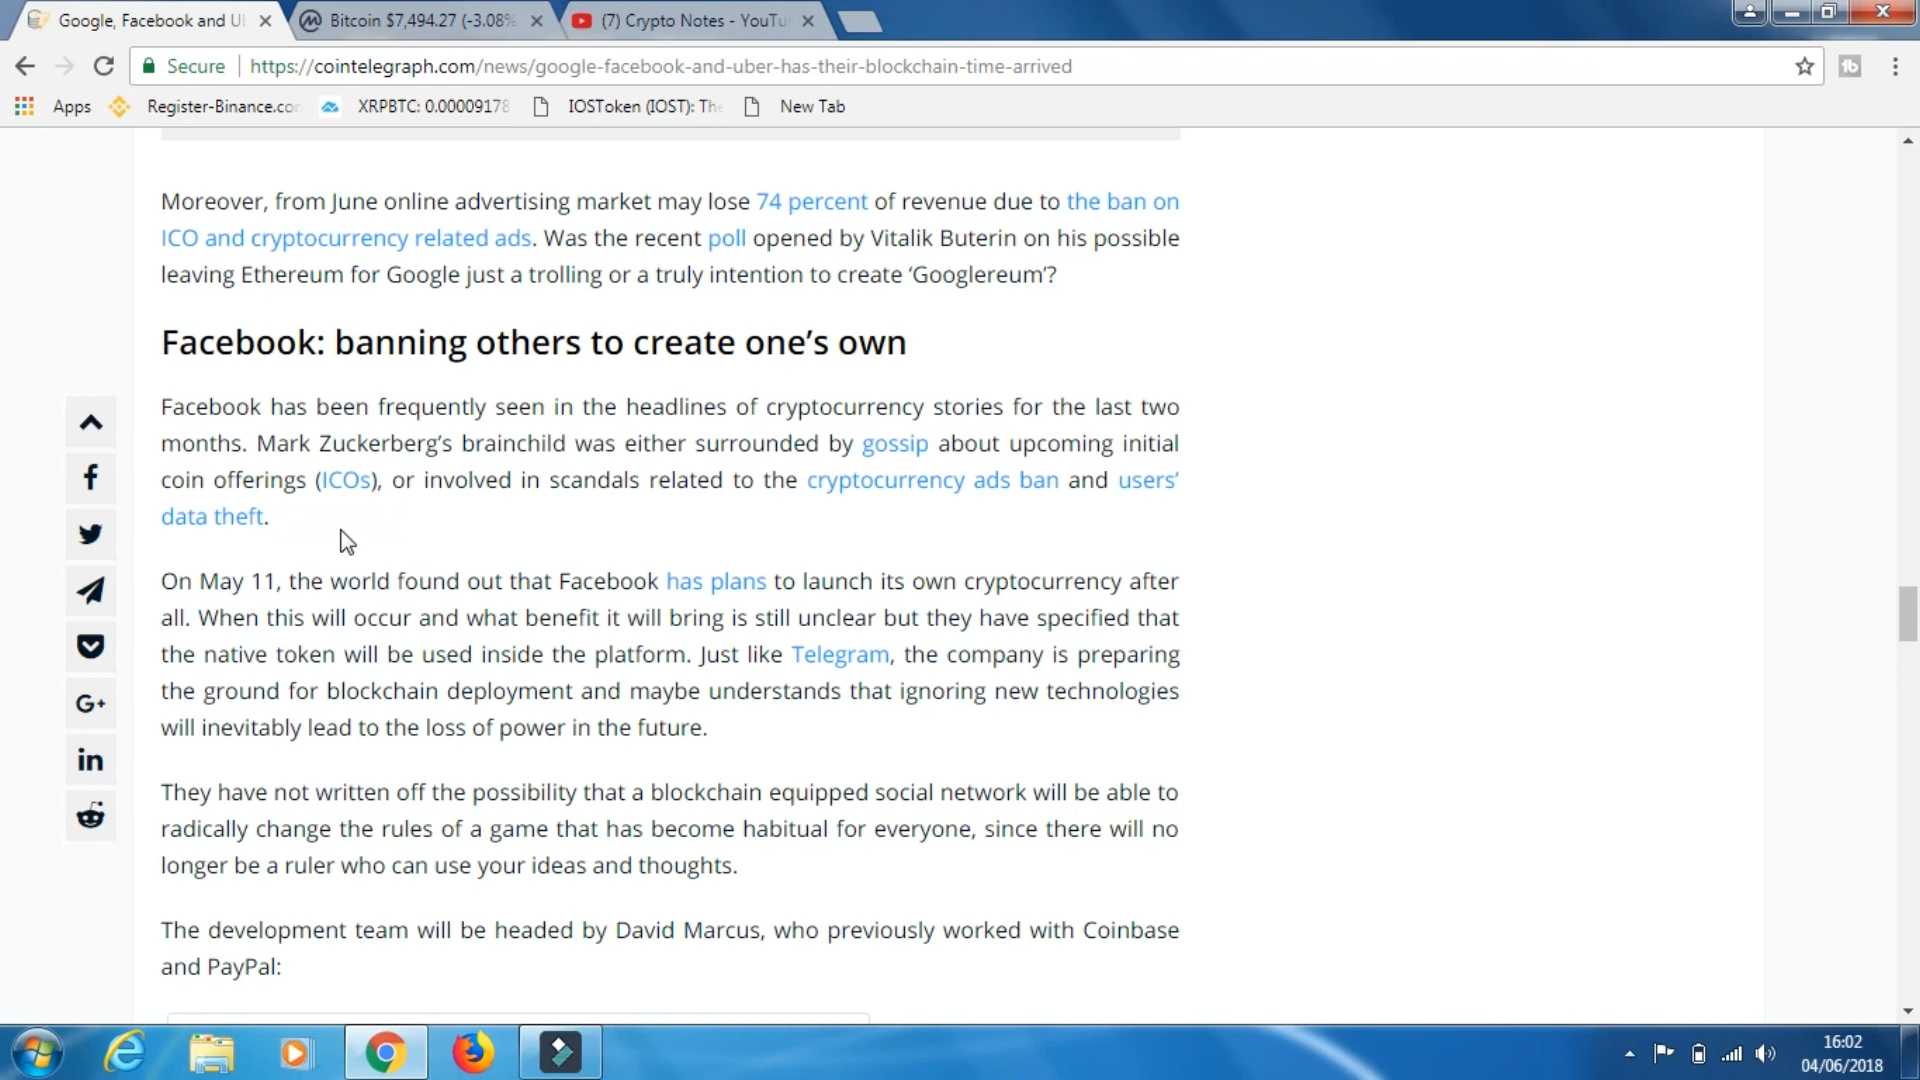 Google, Facebook and Ub
Bitcoin $7,494.27 (-3.08%
(7) Crypto Notes - YouTu
Secure
https://cointelegraph.com/news/google-facebook-and-uber-has-their-blockchain-time-arrived
Apps
Register-Binance.com
XRPBTC: 0.00009178
IOSToken (IOST): The
New Tab
Moreover, from June online advertising market may lose 74 percent of revenue due to the ban on
ICO and cryptocurrency related ads. Was the recent poll opened by Vitalik Buterin on his possible
leaving Ethereum for Google just a trolling or a truly intention to create ‘Googlereum’?
Facebook: banning others to create one’s own
Facebook has been frequently seen in the headlines of cryptocurrency stories for the last two
months. Mark Zuckerberg’s brainchild was either surrounded by gossip about upcoming initial
coin offerings (ICOs), or involved in scandals related to the cryptocurrency ads ban and users’
data theft.
On May 11, the world found out that Facebook has plans to launch its own cryptocurrency after
all. When this will occur and what benefit it will bring is still unclear but they have specified that
the native token will be used inside the platform. Just like Telegram, the company is preparing
the ground for blockchain deployment and maybe understands that ignoring new technologies
will inevitably lead to the loss of power in the future.
They have not written off the possibility that a blockchain equipped social network will be able to
radically change the rules of a game that has become habitual for everyone, since there will no
longer be a ruler who can use your ideas and thoughts.
The development team will be headed by David Marcus, who previously worked with Coinbase
and PayPal:
16:02
04/06/2018